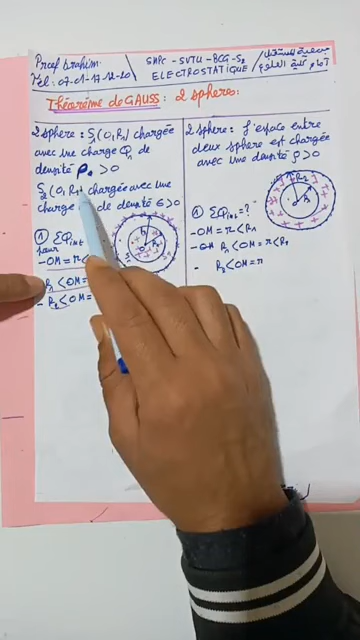 Proof Ibrahim
Tel: 07-01-17-12-20
SMPC - SVTU - BCG - S2
ELECTROSTATIQUE
Théorème de GAUSS : 2 sphères:
2 sphère : S1(O,R1) chargée
avec une charge Q1 de
densité ρ0 > 0
S2(O,R2) chargée avec une
charge de densité σ>0
① ΣQint
pour
- OM = r <
- R1 < OM =
- R2 < OM =
2 sphère : l'espace entre
deux sphère est chargée
avec une densité ρ>0
① ΣQint = ?
- OM = r < R1
- R1 < OM = r < R2
- R2 < OM = r